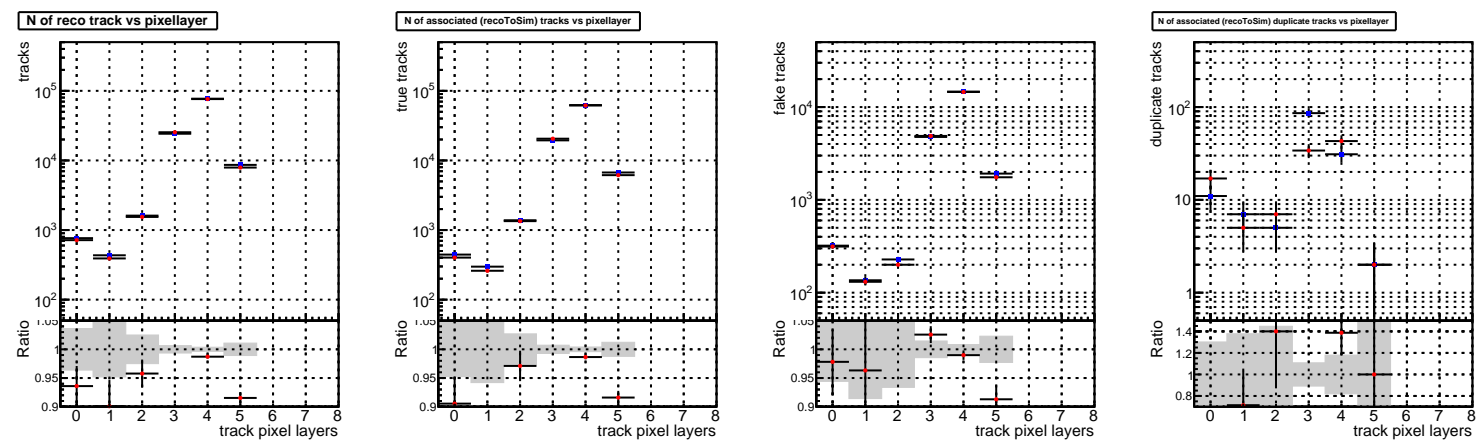 N of reco track vs pixellayer
tracks
10^5
10^4
10^3
10^2
Ratio
1.05
1
0.95
0.9
0 1 2 3 4 5 6 7 8
track pixel layers
N of associated (recoToSim) tracks vs pixellayer
true tracks
10^5
10^4
10^3
10^2
Ratio
1.05
1
0.95
0.9
0 1 2 3 4 5 6 7 8
track pixel layers
fake tracks
10^4
10^3
10^2
Ratio
1.05
1
0.95
0.9
0 1 2 3 4 5 6 7 8
track pixel layers
N of associated (recoToSim) duplicate tracks vs pixellayer
duplicate tracks
10^2
10
1
Ratio
1.4
1.2
1
0.8
0 1 2 3 4 5 6 7 8
track pixel layers